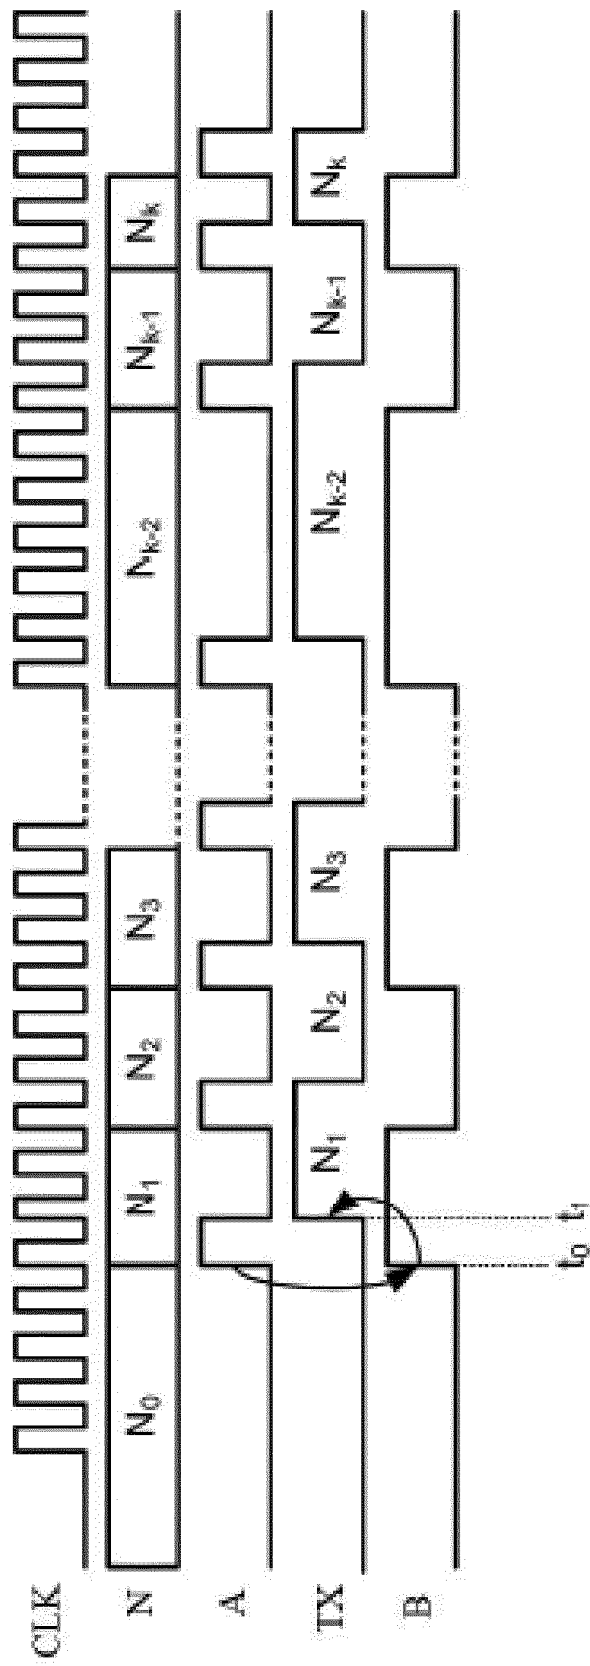 CLK
N N₀ N₁ N₂ N₃ Nₖ₋₂ Nₖ₋₁ Nₖ
A
TX N₁ N₂ N₃ Nₖ₋₂ Nₖ₋₁ Nₖ
B
t₀ t₁